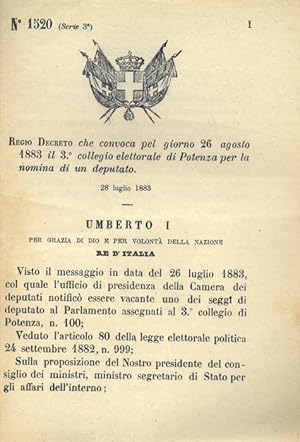 N° 1520 (Serie 3ª) 1
REGIO DECRETO che convoca pel giorno 26 agosto
1883 il 3.° collegio elettorale di Potenza per la
nomina di un deputato.
28 luglio 1883
UMBERTO I
PER GRAZIA DI DIO E PER VOLONTÀ DELLA NAZIONE
RE D'ITALIA
Visto il messaggio in data del 26 luglio 1883,
col quale l'ufficio di presidenza della Camera dei
deputati notificò essere vacante uno dei seggi di
deputato al Parlamento assegnati al 3.° collegio di
Potenza, n. 100;
Veduto l'articolo 80 della legge elettorale politica
24 settembre 1882, n. 999;
Sulla proposizione del Nostro presidente del con-
siglio dei ministri, ministro segretario di Stato per
gli affari dell'interno;